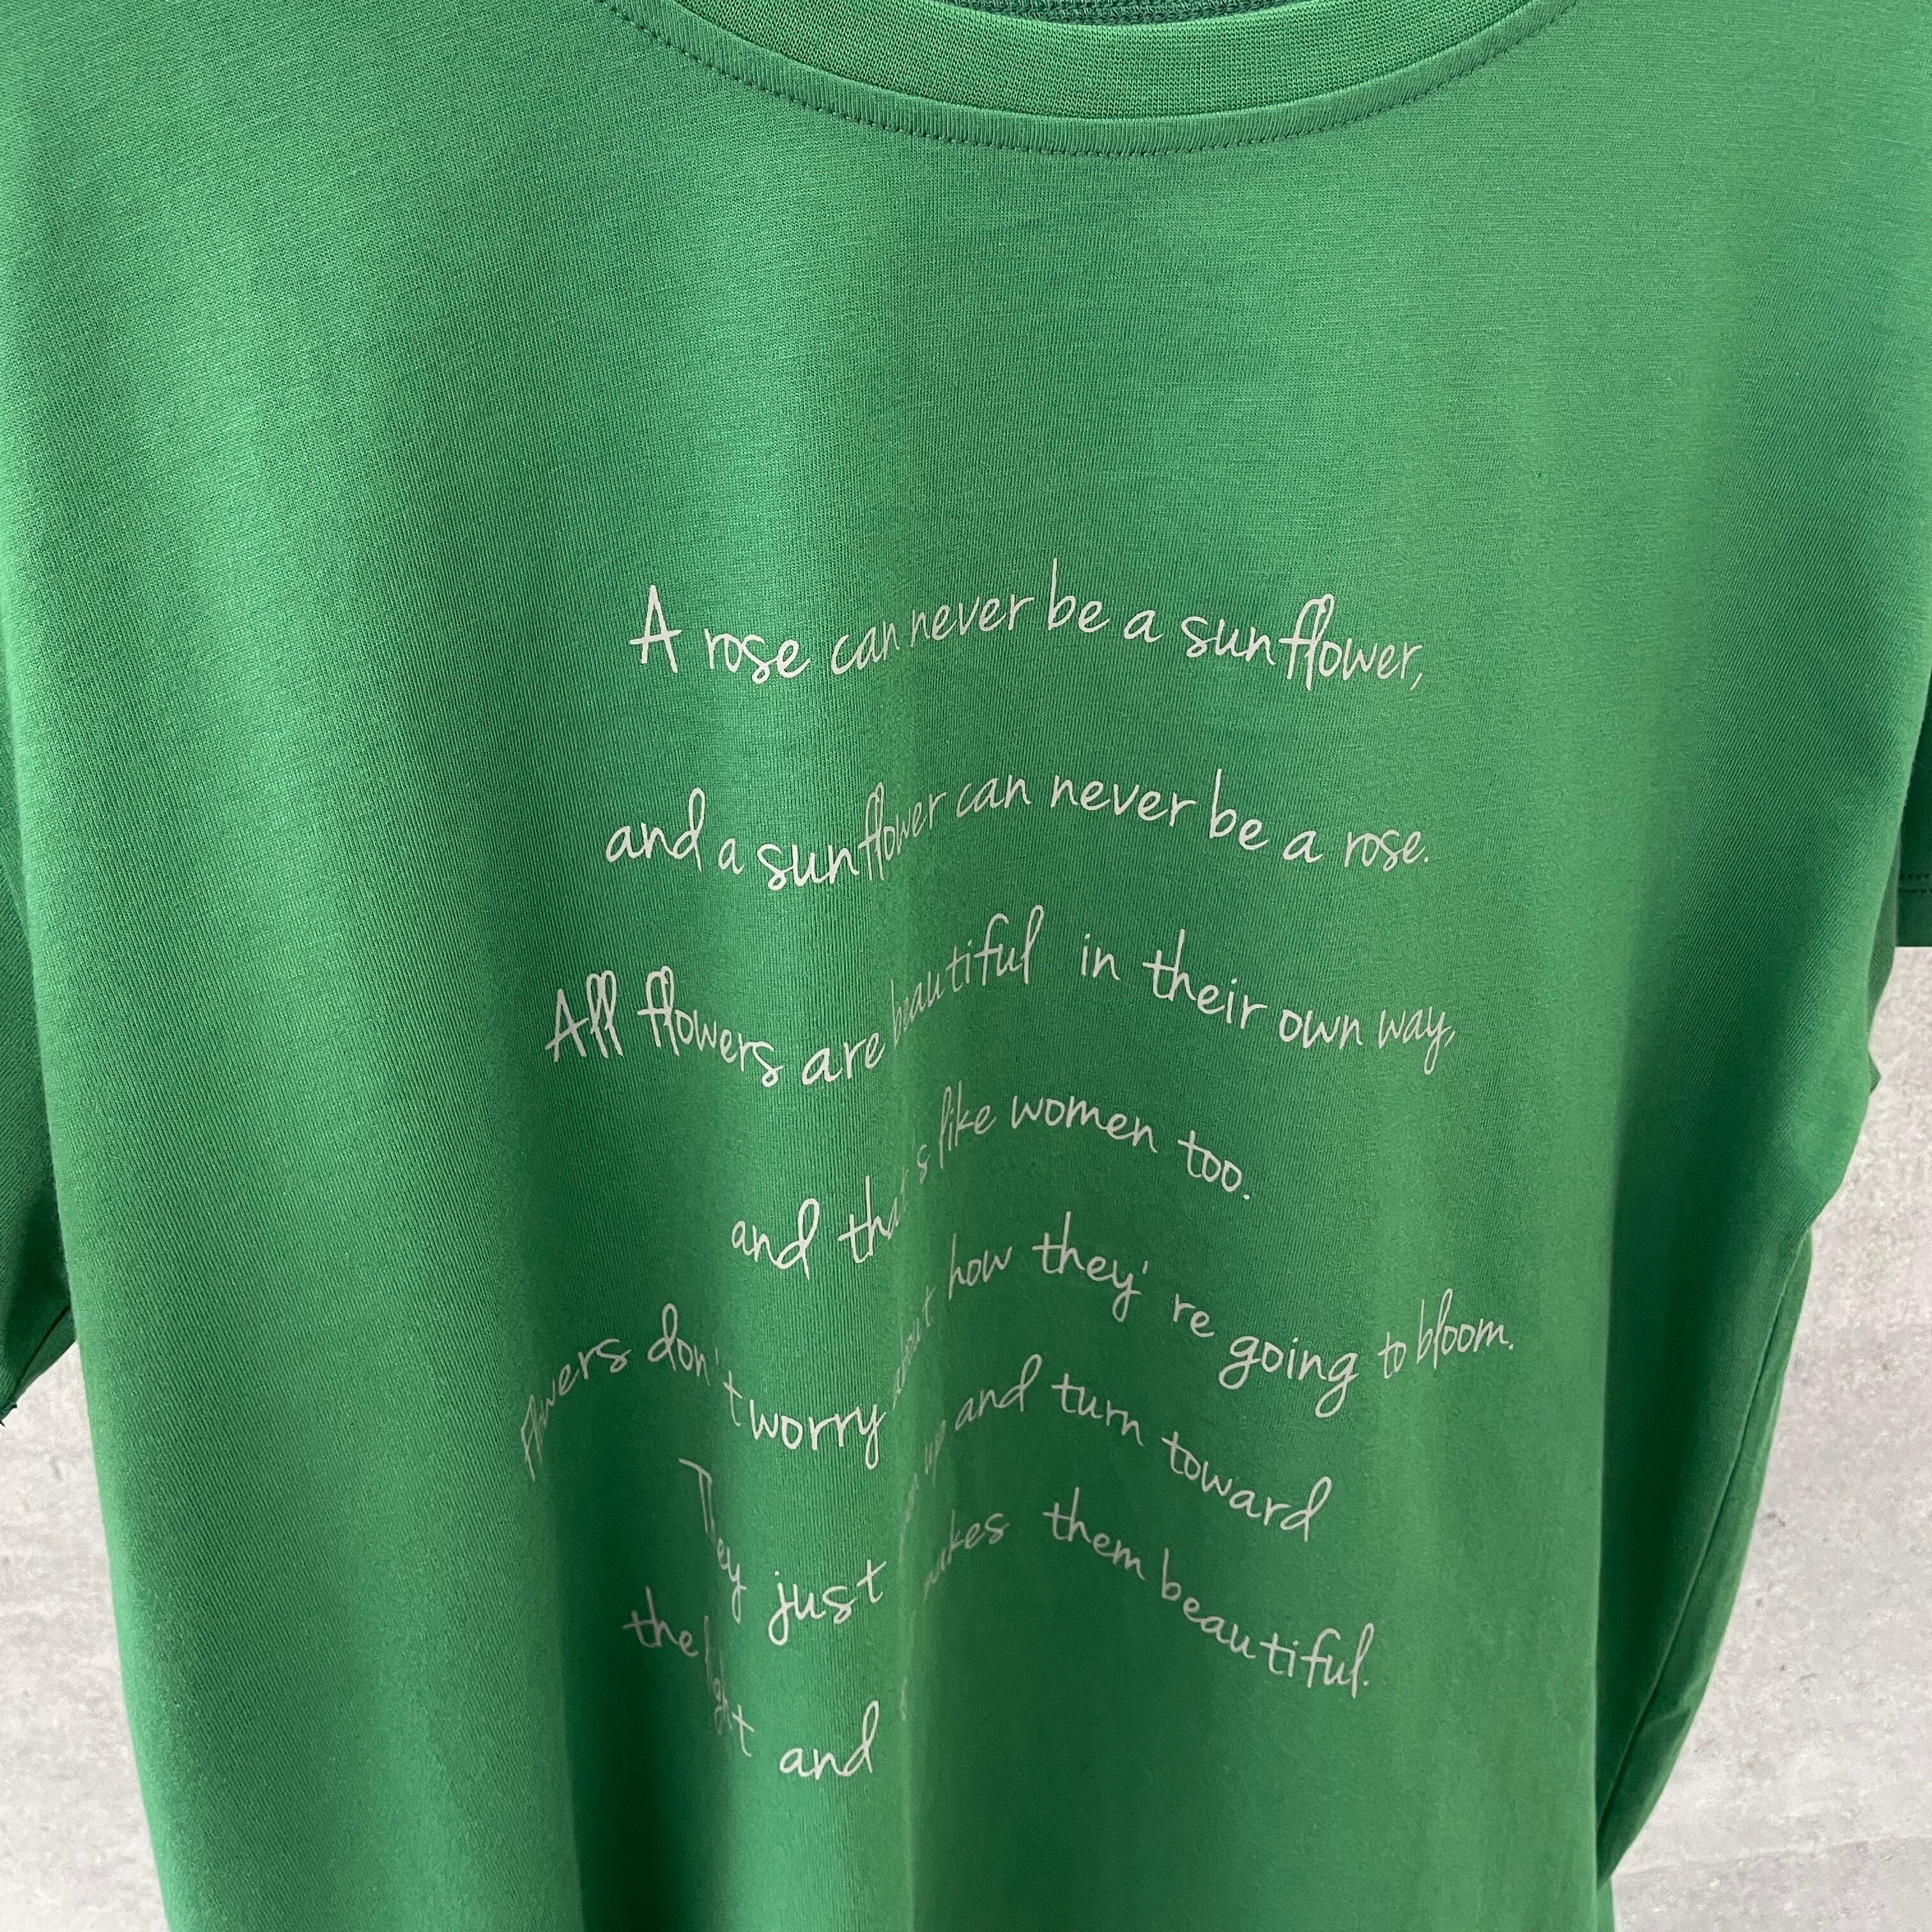 A rose can never be a sunflower,
and a sunflower can never be a rose.
All flowers are beautiful in their own way,
and that's like women too.
Flowers don't worry about how they're going to bloom.
They just up and turn toward
the light and makes them beautiful.